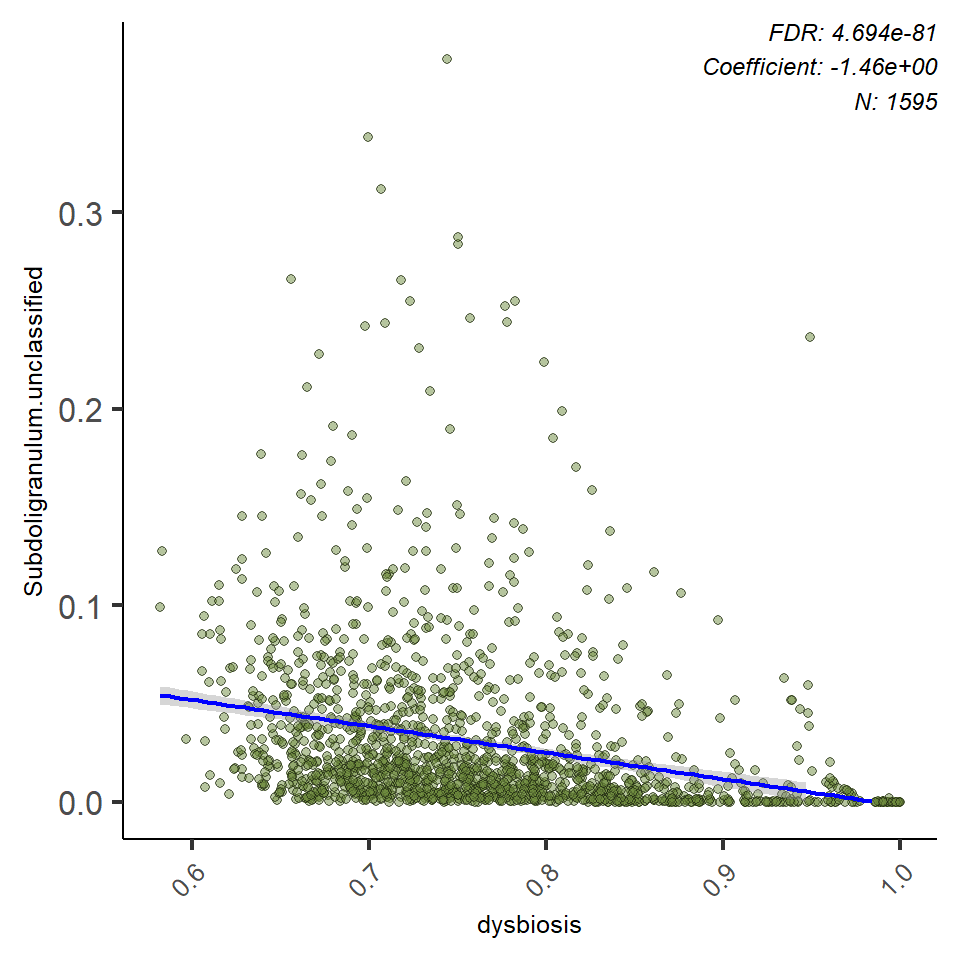 FDR: 4.694e-81
Coefficient: -1.46e+00
N: 1595
Subdoligranulum.unclassified
0.3
0.2
0.1
0.0
0.6
0.7
0.8
0.9
1.0
dysbiosis